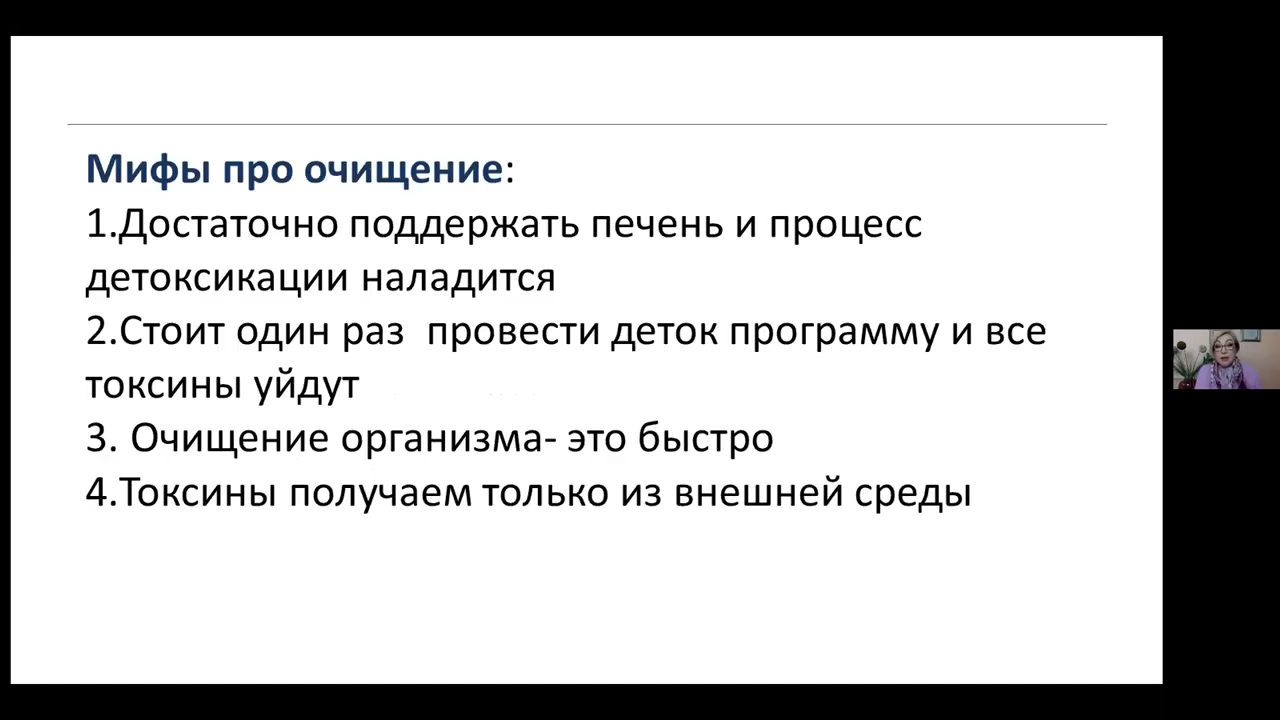 Мифы про очищение:
1.Достаточно поддержать печень и процесс
детоксикации наладится
2.Стоит один раз  провести деток программу и все
токсины уйдут
3. Очищение организма- это быстро
4.Токсины получаем только из внешней среды